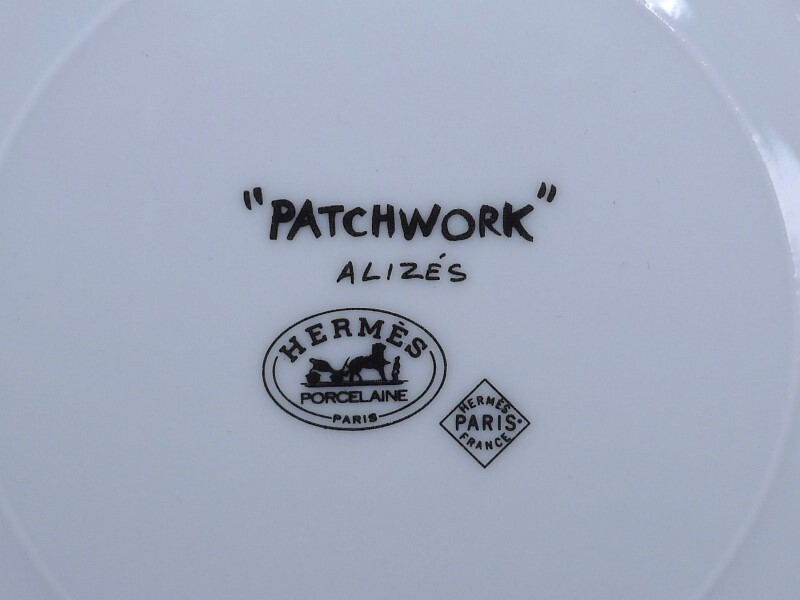 "PATCHWORK"
ALIZÉS
HERMÈS
PORCELAINE
PARIS
HERMÈS
PARIS
FRANCE